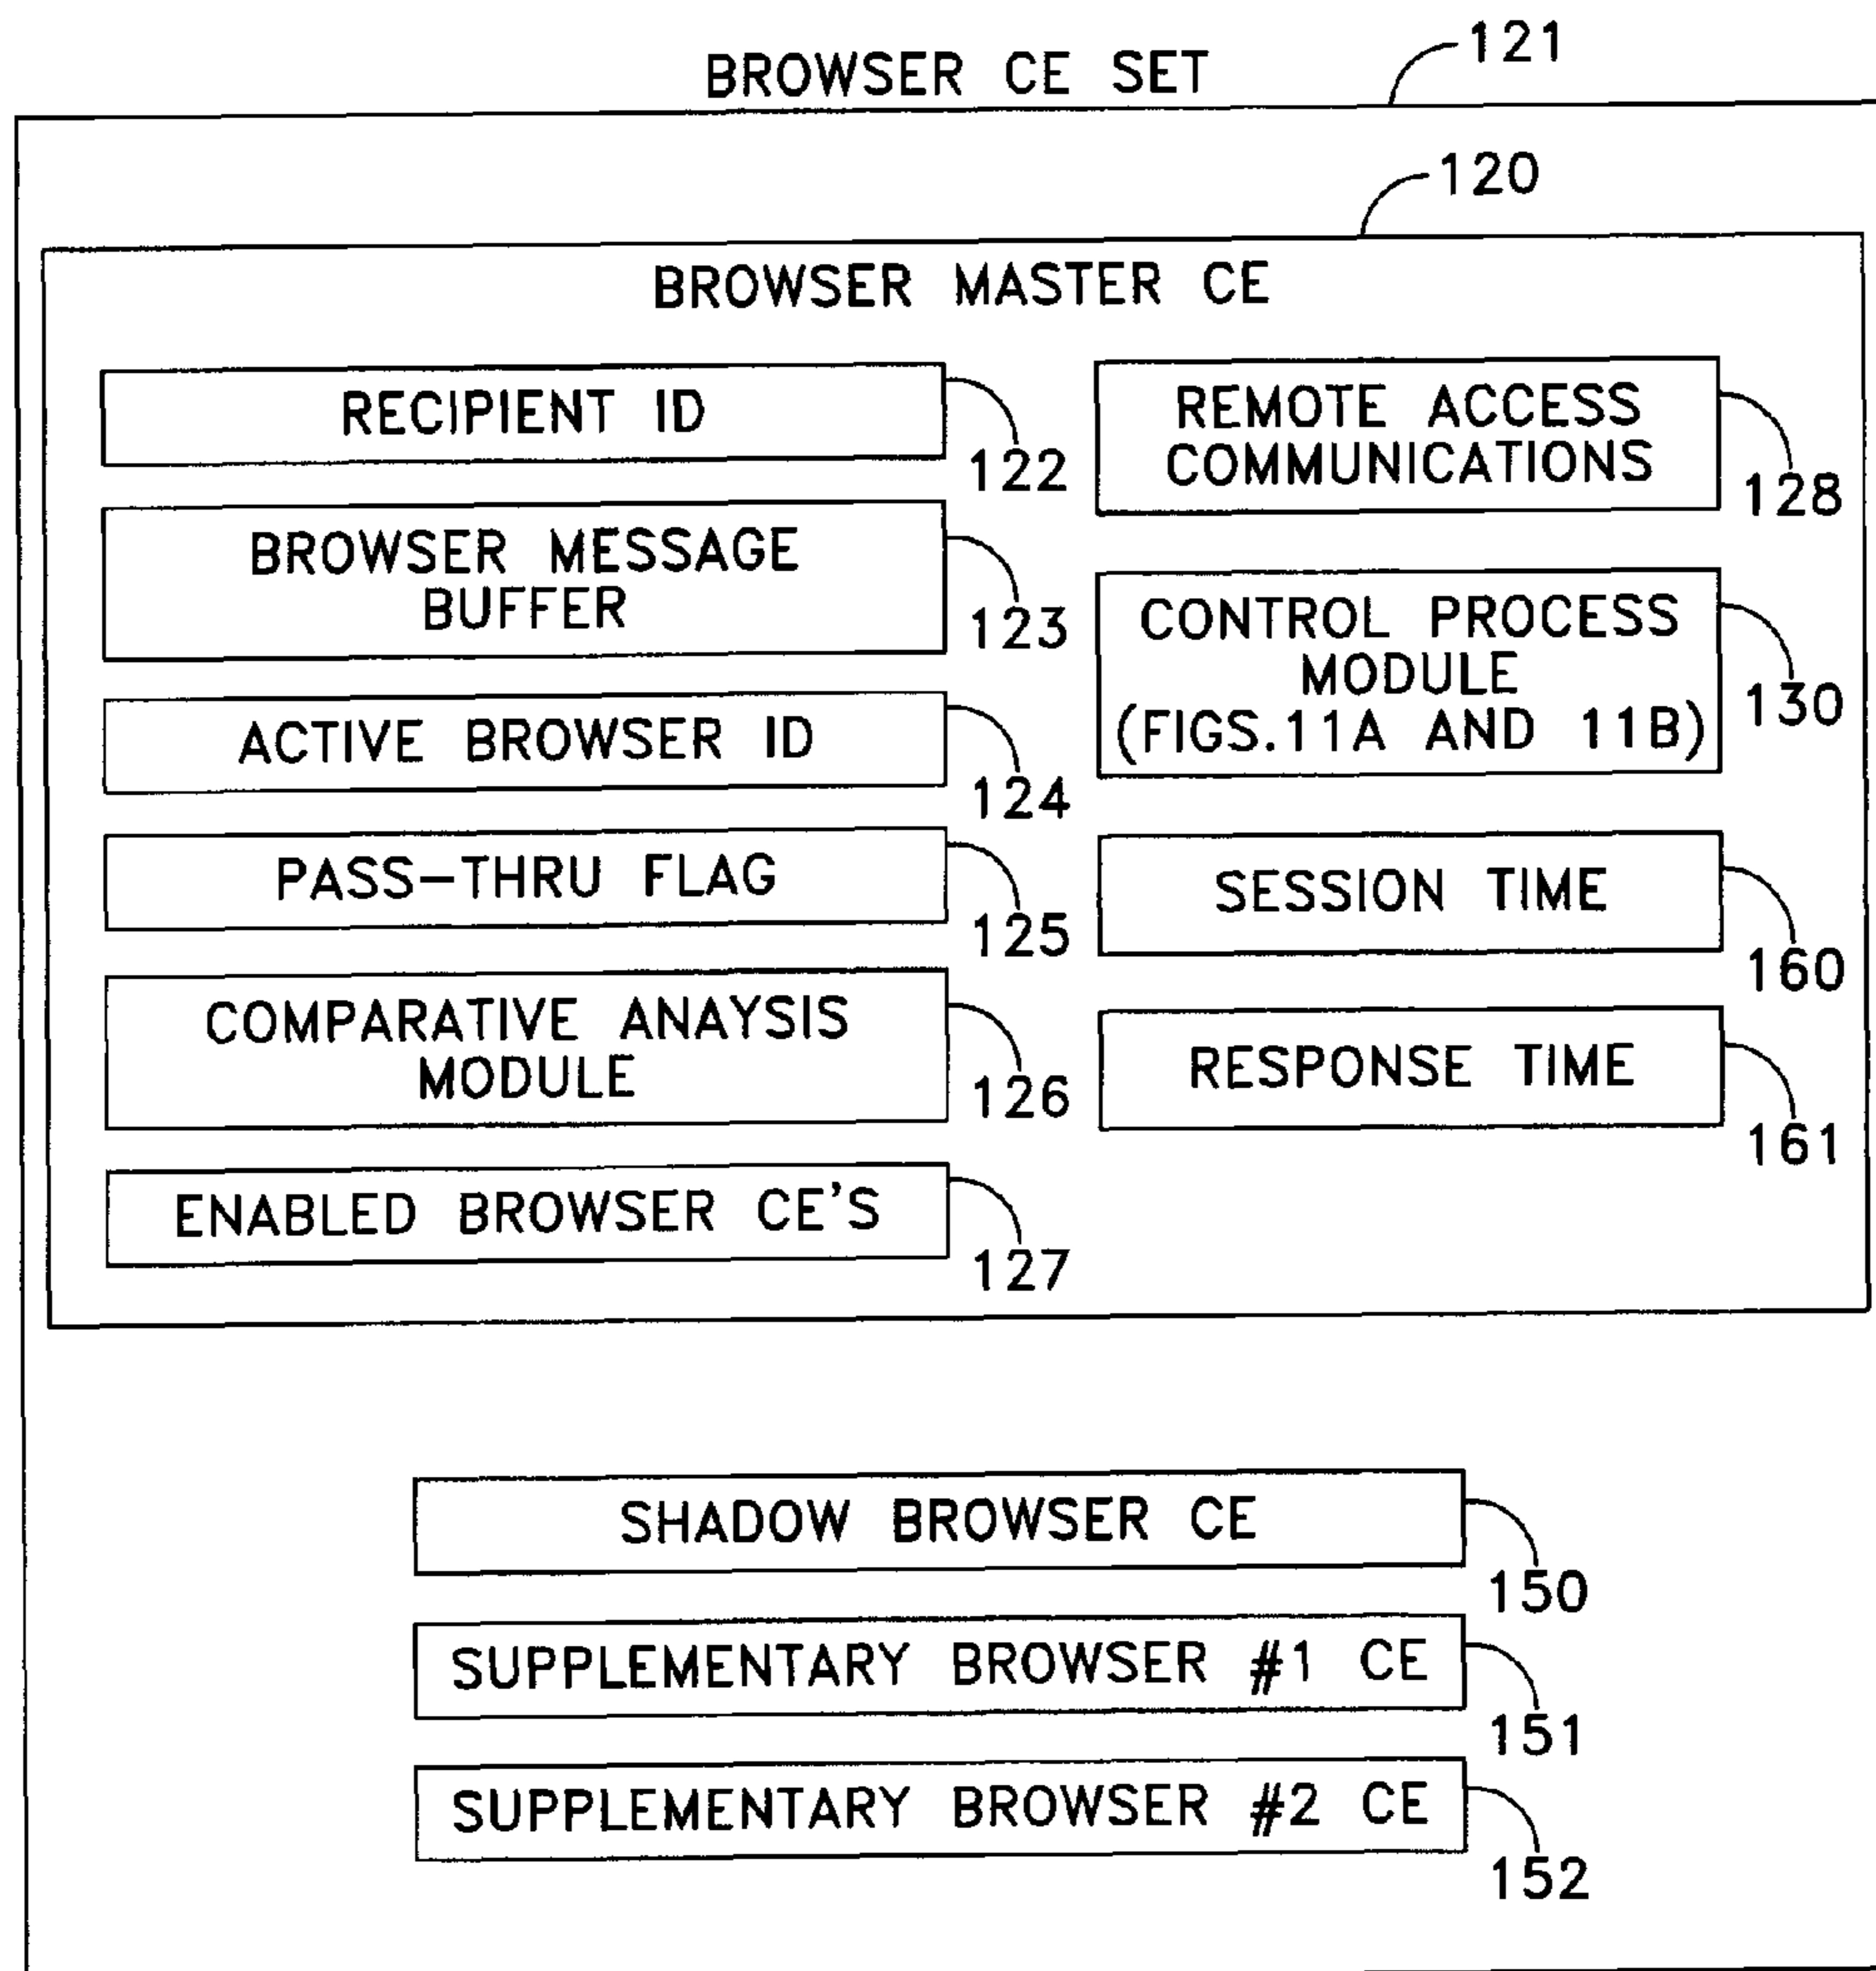 BROWSER CE SET
121
120
BROWSER MASTER CE
RECIPIENT ID
122
BROWSER MESSAGE
BUFFER
123
ACTIVE BROWSER ID
124
PASS-THRU FLAG
125
COMPARATIVE ANAYSIS
MODULE
126
ENABLED BROWSER CE'S
127
REMOTE ACCESS
COMMUNICATIONS
128
CONTROL PROCESS
MODULE
(FIGS.11A AND 11B)
130
SESSION TIME
160
RESPONSE TIME
161
SHADOW BROWSER CE
150
SUPPLEMENTARY BROWSER #1 CE
151
SUPPLEMENTARY BROWSER #2 CE
152